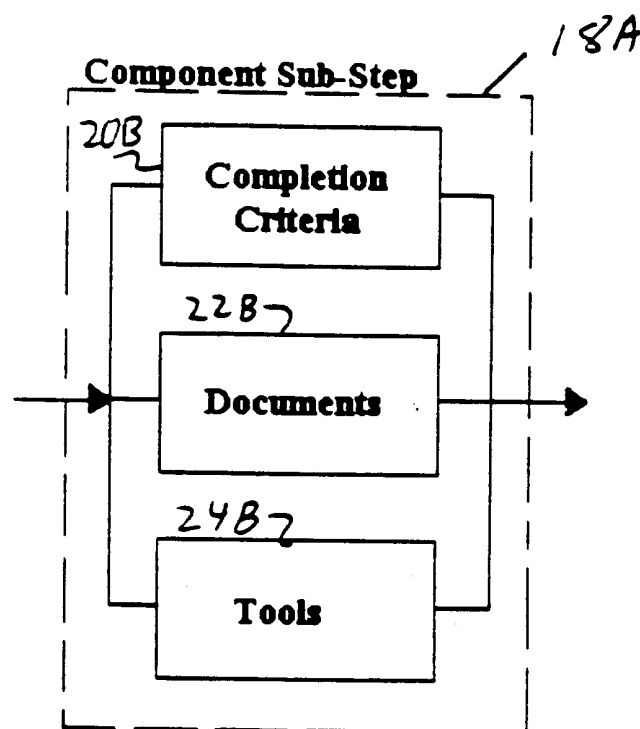 18A
Component Sub-Step
20B
Completion
Criteria
22B
Documents
24B
Tools